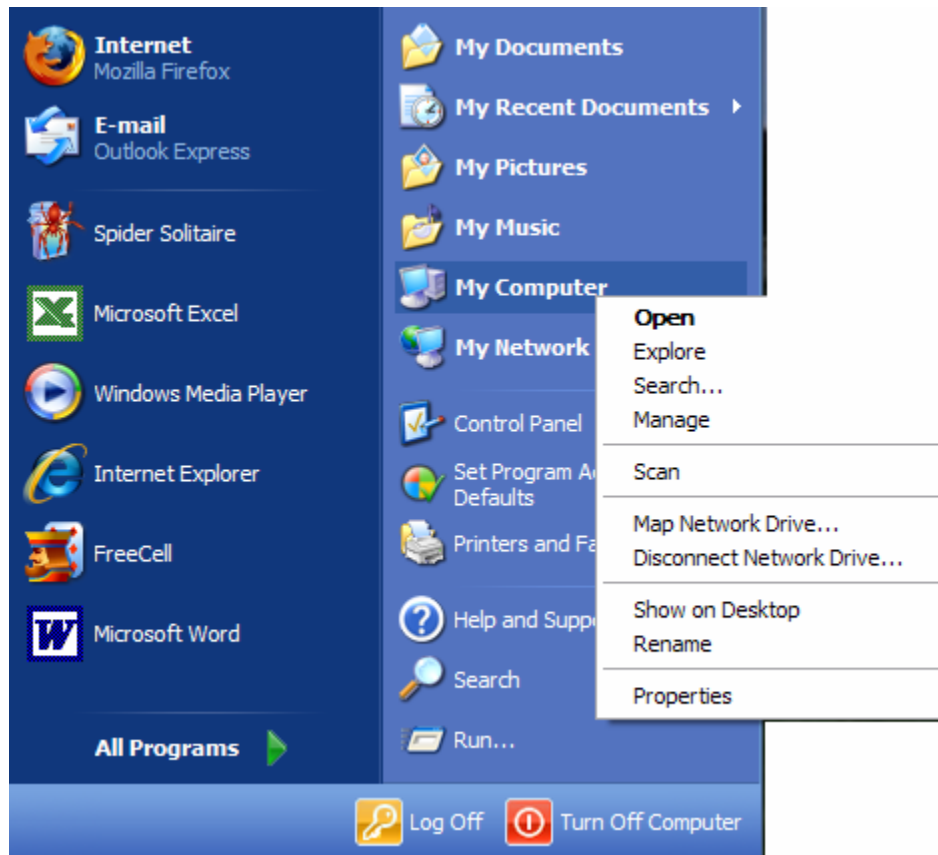 Internet
Mozilla Firefox
E-mail
Outlook Express
Spider Solitaire
Microsoft Excel
Windows Media Player
Internet Explorer
FreeCell
Microsoft Word
All Programs
My Documents
My Recent Documents
My Pictures
My Music
My Computer
My Network
Control Panel
Set Program
Defaults
Printers and
Help and
Search
Run...
Open
Explore
Search...
Manage
Scan
Map Network Drive...
Disconnect Network Drive...
Show on Desktop
Rename
Properties
Log Off
Turn Off Computer